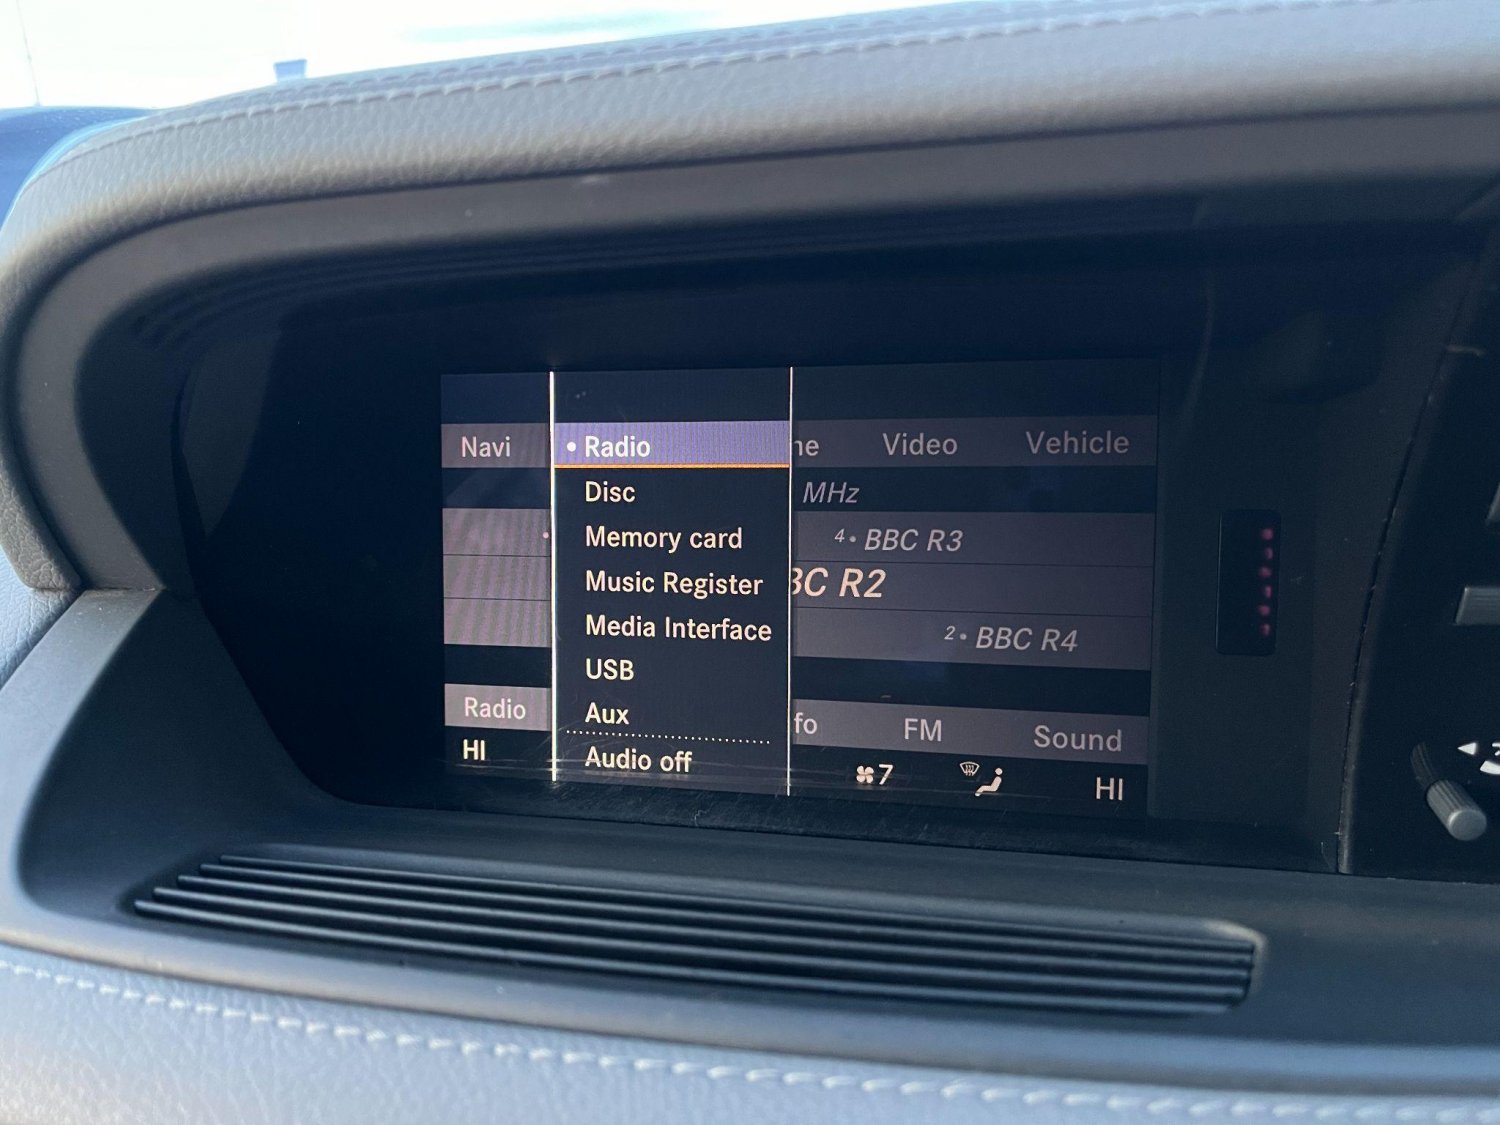 Navi • Radio ne Video Vehicle
Disc MHz
Memory card 4• BBC R3
Music Register BC R2
Media Interface 2• BBC R4
USB
Radio Aux fo FM Sound
HI Audio off 7 HI